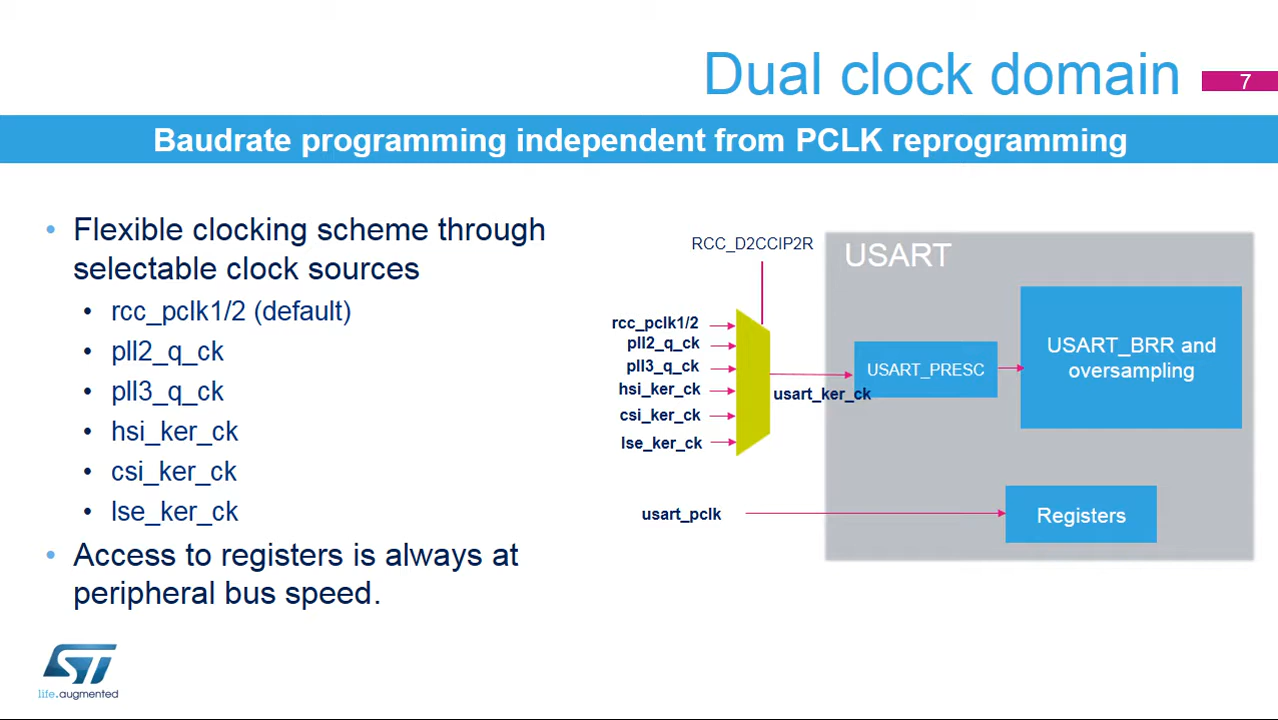 Dual clock domain
7
Baudrate programming independent from PCLK reprogramming
• Flexible clocking scheme through
selectable clock sources
• rcc_pclk1/2 (default)
• pll2_q_ck
• pll3_q_ck
• hsi_ker_ck
• csi_ker_ck
• lse_ker_ck
• Access to registers is always at
peripheral bus speed.
RCC_D2CCIP2R
USART
rcc_pclk1/2
pll2_q_ck
pll3_q_ck
hsi_ker_ck
csi_ker_ck
lse_ker_ck
usart_ker_ck
USART_PRESC
USART_BRR and
oversampling
usart_pclk
Registers
ST
life.augmented